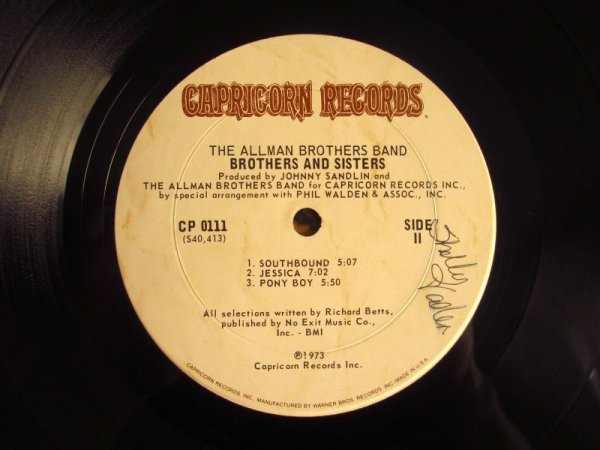 CAPRICORN RECORDS
THE ALLMAN BROTHERS BAND
BROTHERS AND SISTERS
Produced by JOHNNY SANDLIN and
THE ALLMAN BROTHERS BAND for CAPRICORN RECORDS INC.,
by special arrangement with PHIL WALDEN & ASSOC., INC.
CP 0111
(S40,413)
SIDE
II
1. SOUTHBOUND 5:07
2. JESSICA 7:02
3. PONY BOY 5:50
All selections written by Richard Betts,
published by No Exit Music Co.,
Inc. - BMI
℗1973
Capricorn Records Inc.
CAPRICORN RECORDS, INC. MANUFACTURED BY WARNER BROS. RECORDS INC./MADE IN U.S.A.